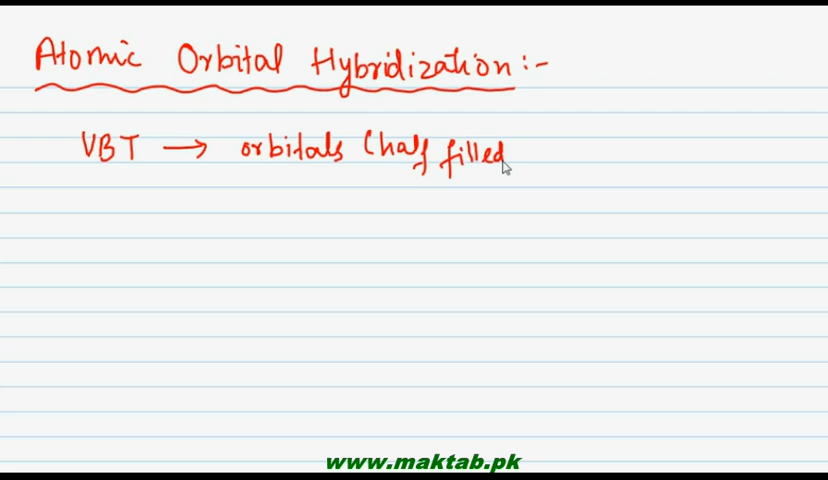 Atomic Orbital Hybridization :-
VBT → orbitals (half filled
www.maktab.pk